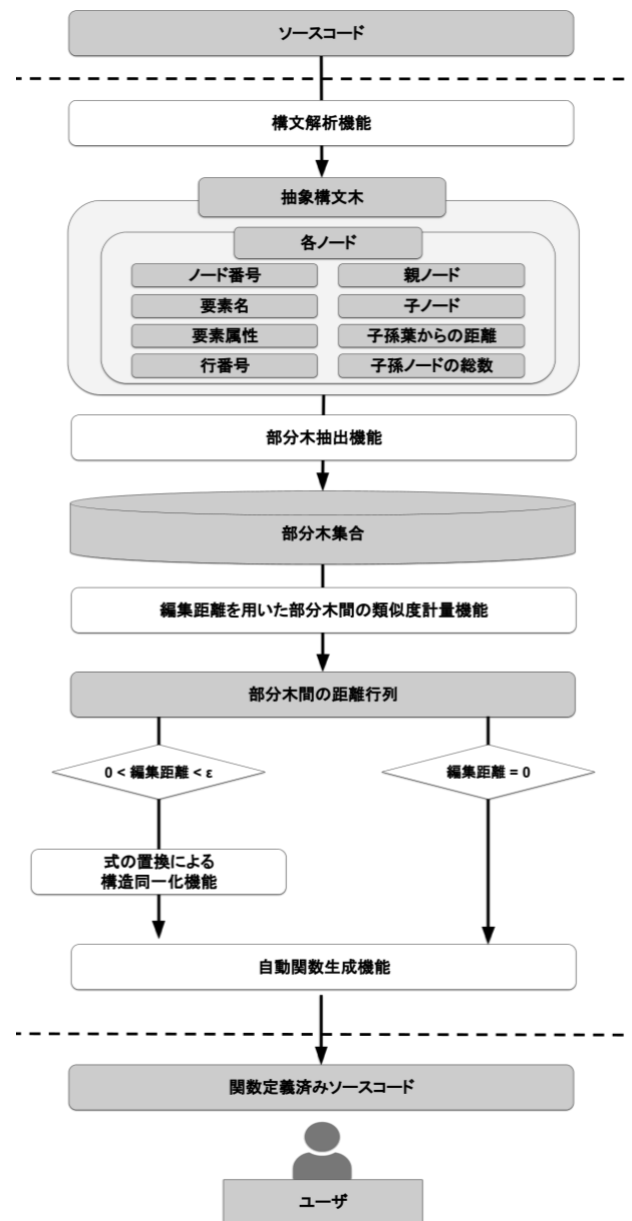 ソースコード
構文解析機能
抽象構文木
各ノード
ノード番号
親ノード
要素名
子ノード
要素属性
子孫葉からの距離
行番号
子孫ノードの総数
部分木抽出機能
部分木集合
編集距離を用いた部分木間の類似度計量機能
部分木間の距離行列
0 < 編集距離 < ε
編集距離 = 0
式の置換による
構造同一化機能
自動関数生成機能
関数定義済みソースコード
ユーザ